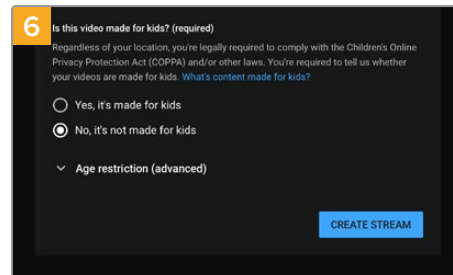 6
Is this video made for kids? (required)
Regardless of your location, you're legally required to comply with the Children's Online
Privacy Protection Act (COPPA) and/or other laws. You're required to tell us whether
your videos are made for kids. What's content made for kids?
Yes, it's made for kids
No, it's not made for kids
Age restriction (advanced)
CREATE STREAM